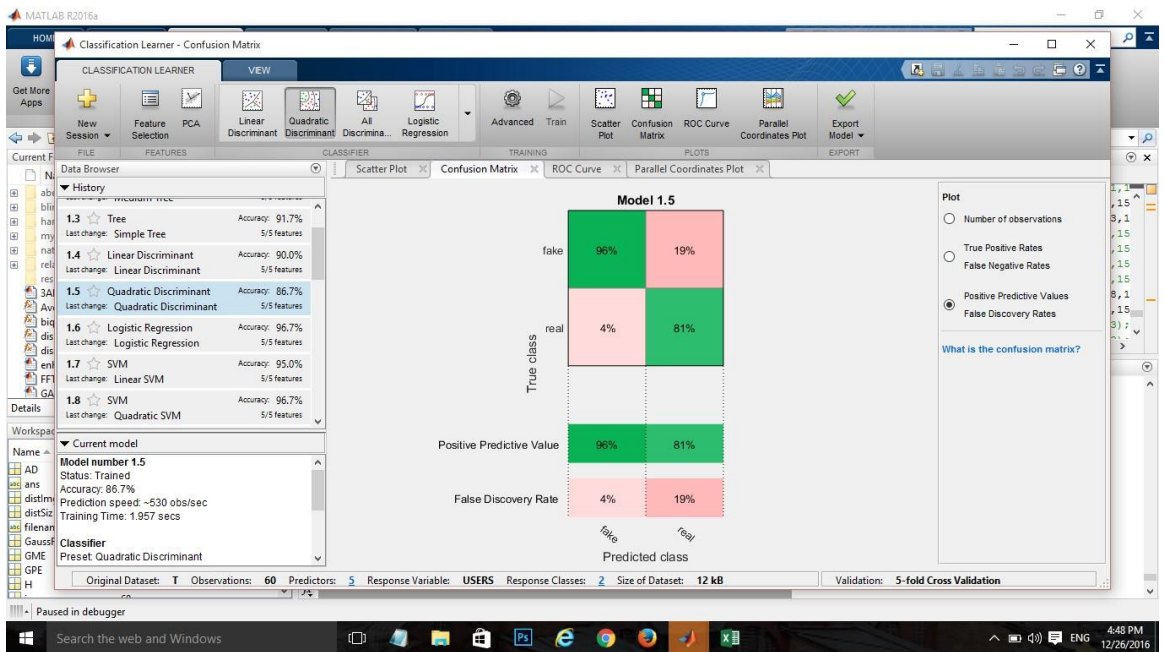 MATLAB R2016a
HOM
Classification Learner - Confusion Matrix
CLASSIFICATION LEARNER VIEW
Get More Apps
New Session
Feature Selection
PCA
Linear Discriminant
Quadratic Discriminant
All Discrimina...
Logistic Regression
Advanced
Train
Scatter Plot
Confusion Matrix
ROC Curve
Parallel Coordinates Plot
Export Model
FILE FEATURES CLASSIFIER TRAINING PLOTS EXPORT
Current F
Data Browser
Scatter Plot Confusion Matrix ROC Curve Parallel Coordinates Plot
History
1.3 Tree Accuracy: 91.7%
Last change: Simple Tree 5/5 features
1.4 Linear Discriminant Accuracy: 90.0%
Last change: Linear Discriminant 5/5 features
1.5 Quadratic Discriminant Accuracy: 86.7%
Last change: Quadratic Discriminant 5/5 features
1.6 Logistic Regression Accuracy: 96.7%
Last change: Logistic Regression 5/5 features
1.7 SVM Accuracy: 95.0%
Last change: Linear SVM 5/5 features
1.8 SVM Accuracy: 96.7%
Last change: Quadratic SVM 5/5 features
Current model
Model number 1.5
Status: Trained
Accuracy: 86.7%
Prediction speed: ~530 obs/sec
Training Time: 1.957 secs
Classifier
Preset: Quadratic Discriminant
Model 1.5
fake 96% 19%
real 4% 81%
True class
Positive Predictive Value 96% 81%
False Discovery Rate 4% 19%
fake real
Predicted class
Plot
Number of observations
True Positive Rates
False Negative Rates
Positive Predictive Values
False Discovery Rates
What is the confusion matrix?
Details
Workspac
Name
AD
ans
distIm
distSiz
filenan
GaussF
GME
GPE
H
Original Dataset: T Observations: 60 Predictors: 5 Response Variable: USERS Response Classes: 2 Size of Dataset: 12 kB Validation: 5-fold Cross Validation
Paused in debugger
Search the web and Windows
ENG
4:48 PM
12/26/2016